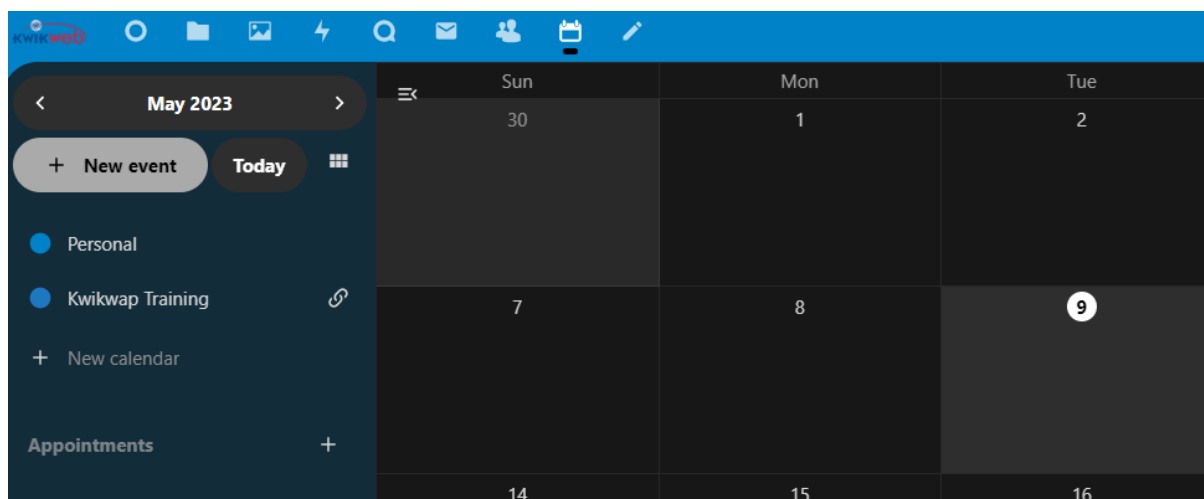 KWIKWEB
May 2023
Sun Mon Tue
30 1 2
+ New event Today
Personal
Kwikwap Training
7 8 9
+ New calendar
Appointments +
14 15 16